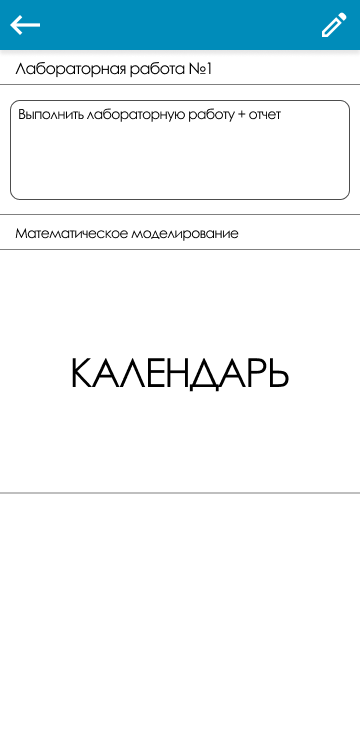 Лабораторная работа №1
Выполнить лабораторную работу + отчет
Математическое моделирование
КАЛЕНДАРЬ